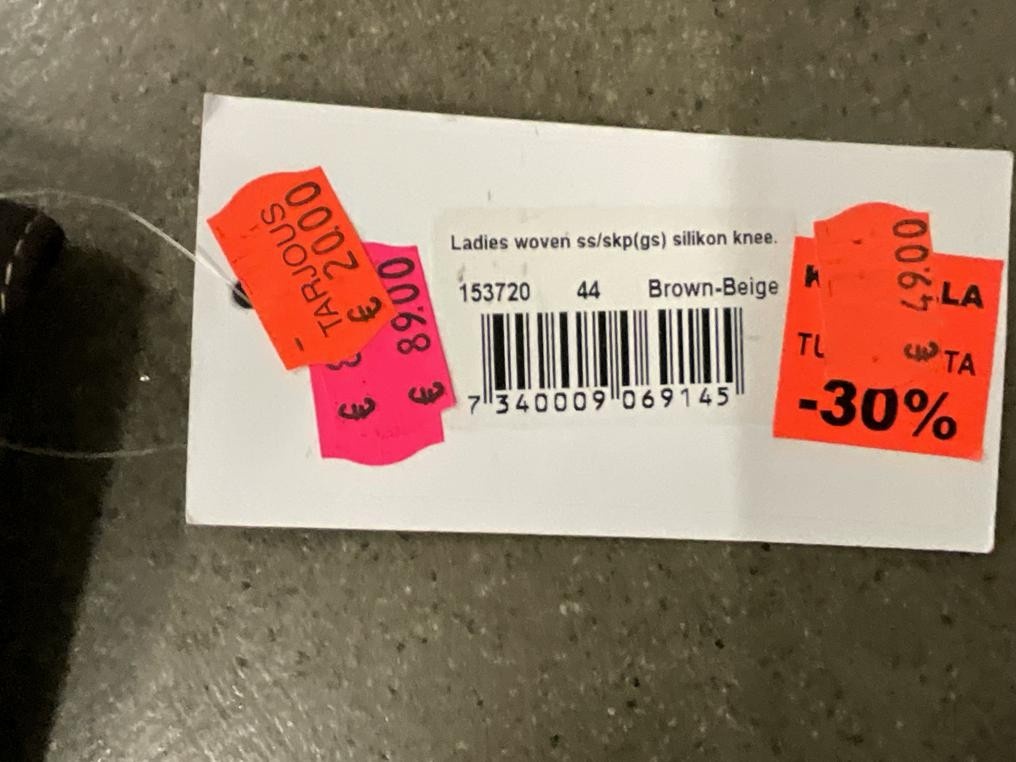 TARJOUS
20.00
€
89.00
€
€
Ladies woven ss/skp(gs) silikon knee.
153720 44 Brown-Beige
7 340009 069145
49.00
€
LA
TA
-30%